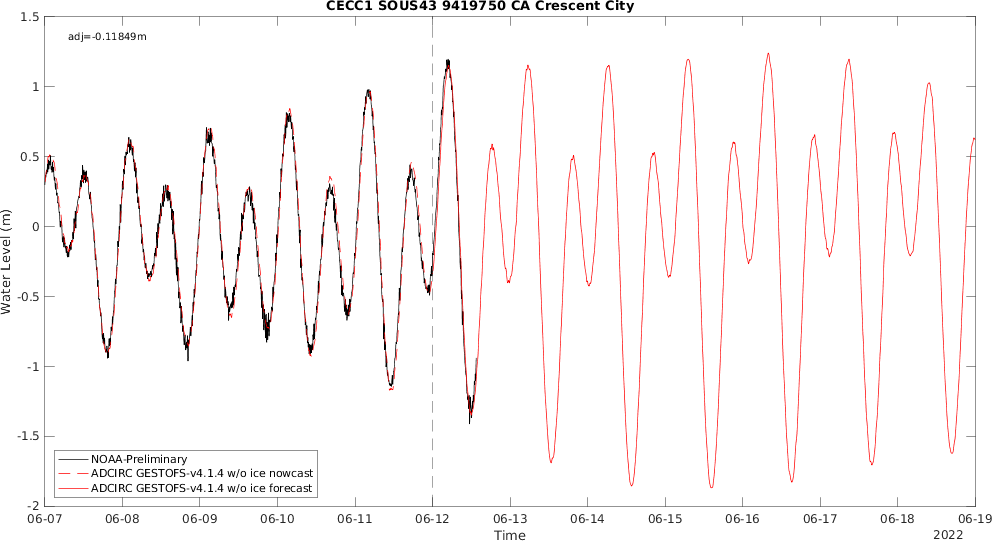 CECC1 SOUS43 9419750 CA Crescent City
adj=-0.11849m
1.5
1
0.5
0
-0.5
-1
-1.5
-2
Water Level (m)
NOAA-Preliminary
ADCIRC GESTOFS-v4.1.4 w/o ice nowcast
ADCIRC GESTOFS-v4.1.4 w/o ice forecast
06-07 06-08 06-09 06-10 06-11 06-12 06-13 06-14 06-15 06-16 06-17 06-18 06-19
Time
2022